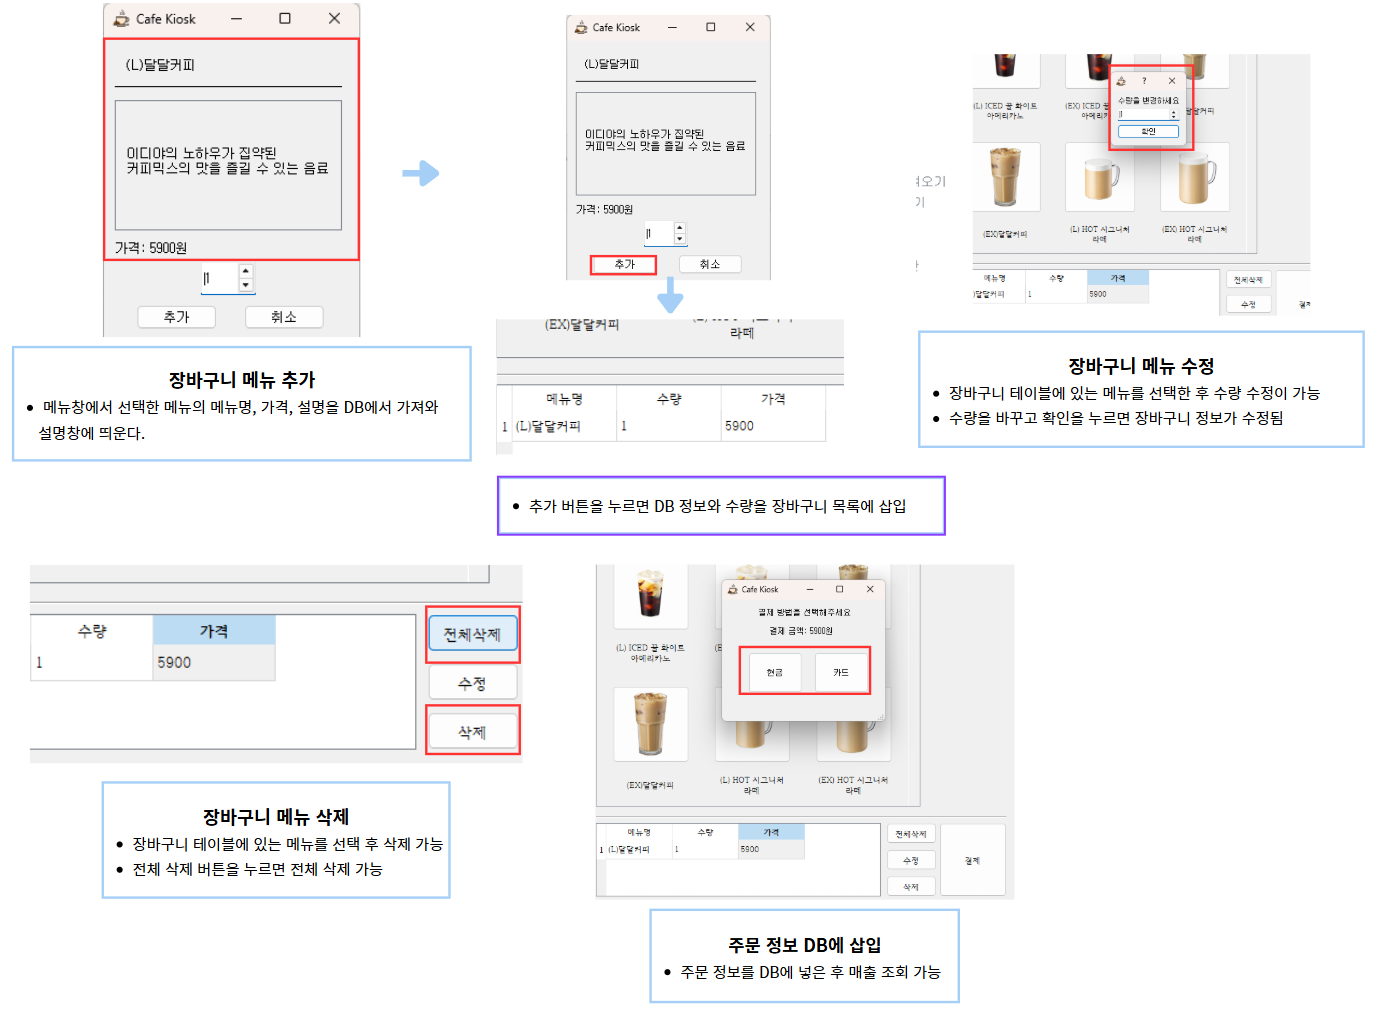 Cafe Kiosk
(L)달달커피
이디야의 노하우가 집약된
커피믹스의 맛을 즐길 수 있는 음료
가격: 5900원
1
추가
취소
장바구니 메뉴 추가
• 메뉴창에서 선택한 메뉴의 메뉴명, 가격, 설명을 DB에서 가져와
설명창에 띄운다.
Cafe Kiosk
(L)달달커피
이디야의 노하우가 집약된
커피믹스의 맛을 즐길 수 있는 음료
가격: 5900원
1
추가
취소
(EX)달달커피
라떼
메뉴명 수량 가격
1 (L)달달커피 1 5900
• 추가 버튼을 누르면 DB 정보와 수량을 장바구니 목록에 삽입
?
수량을 변경하세요
1
확인
(L) ICED 꿀 화이트
아메리카노
(EX) ICED
달달커피
겨오기
기
(EX)달달커피
(L) HOT 시그니처
라떼
(EX) HOT 시그니처
라떼
메뉴명 수량 가격
달달커피 1 5900
전체삭제
수정
장바구니 메뉴 수정
• 장바구니 테이블에 있는 메뉴를 선택한 후 수량 수정이 가능
• 수량을 바꾸고 확인을 누르면 장바구니 정보가 수정됨
수량 가격
1 5900
전체삭제
수정
삭제
장바구니 메뉴 삭제
• 장바구니 테이블에 있는 메뉴를 선택 후 삭제 가능
• 전체 삭제 버튼을 누르면 전체 삭제 가능
Cafe Kiosk
결제 방법을 선택해주세요
결제 금액: 5900원
현금
카드
(L) ICED 꿀 화이트
아메리카노
(EX)달달커피
(L) HOT 시그니처
라떼
(EX) HOT 시그니처
라떼
메뉴명 수량 가격
1 (L)달달커피 1 5900
전체삭제
수정
삭제
결제
주문 정보 DB에 삽입
• 주문 정보를 DB에 넣은 후 매출 조회 가능